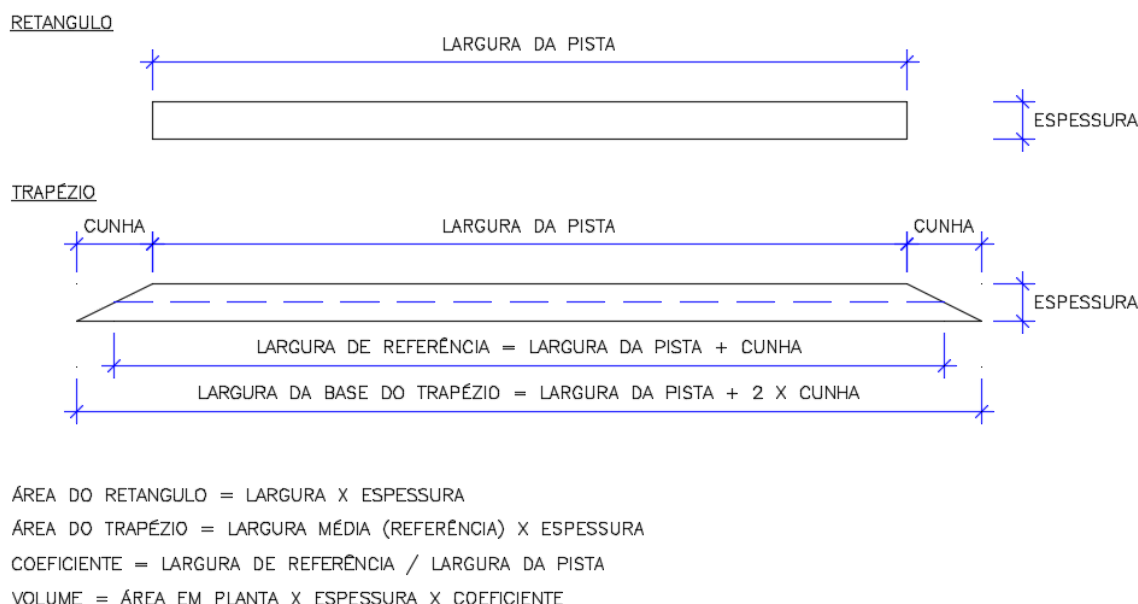 RETANGULO
LARGURA DA PISTA
ESPESSURA
TRAPÉZIO
CUNHA LARGURA DA PISTA CUNHA
ESPESSURA
LARGURA DE REFERÊNCIA = LARGURA DA PISTA + CUNHA
LARGURA DA BASE DO TRAPÉZIO = LARGURA DA PISTA + 2 X CUNHA
ÁREA DO RETANGULO = LARGURA X ESPESSURA
ÁREA DO TRAPÉZIO = LARGURA MÉDIA (REFERÊNCIA) X ESPESSURA
COEFICIENTE = LARGURA DE REFERÊNCIA / LARGURA DA PISTA
VOLUME = ÁREA EM PLANTA X ESPESSURA X COEFICIENTE